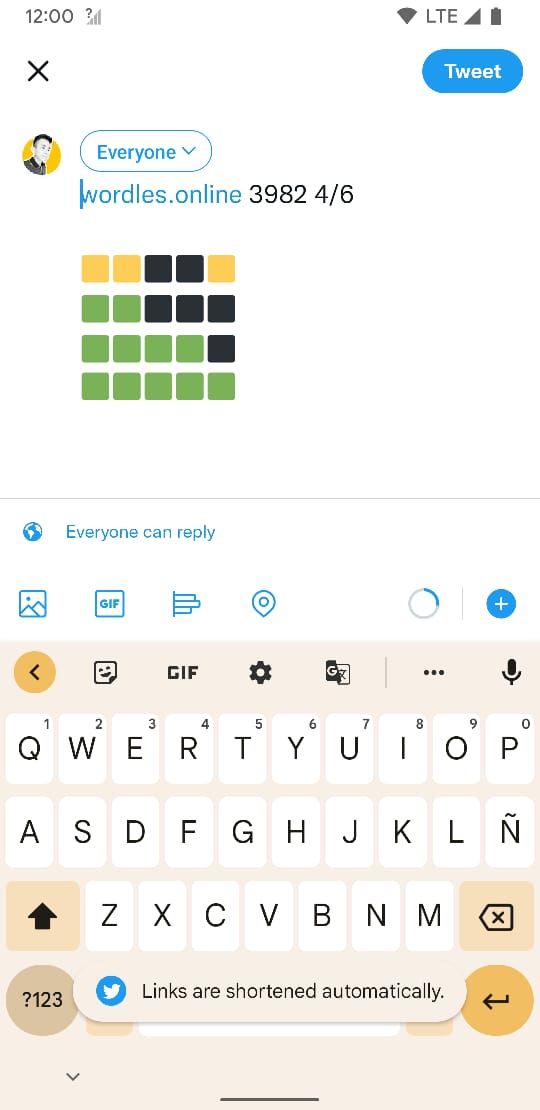 12:00 ? LTE
Tweet
Everyone
wordles.online 3982 4/6
Everyone can reply
GIF
GIF
1 2 3 4 5 6 7 8 9 0
Q W E R T Y U I O P
A S D F G H J K L Ñ
Z X C V B N M
?123
Links are shortened automatically.